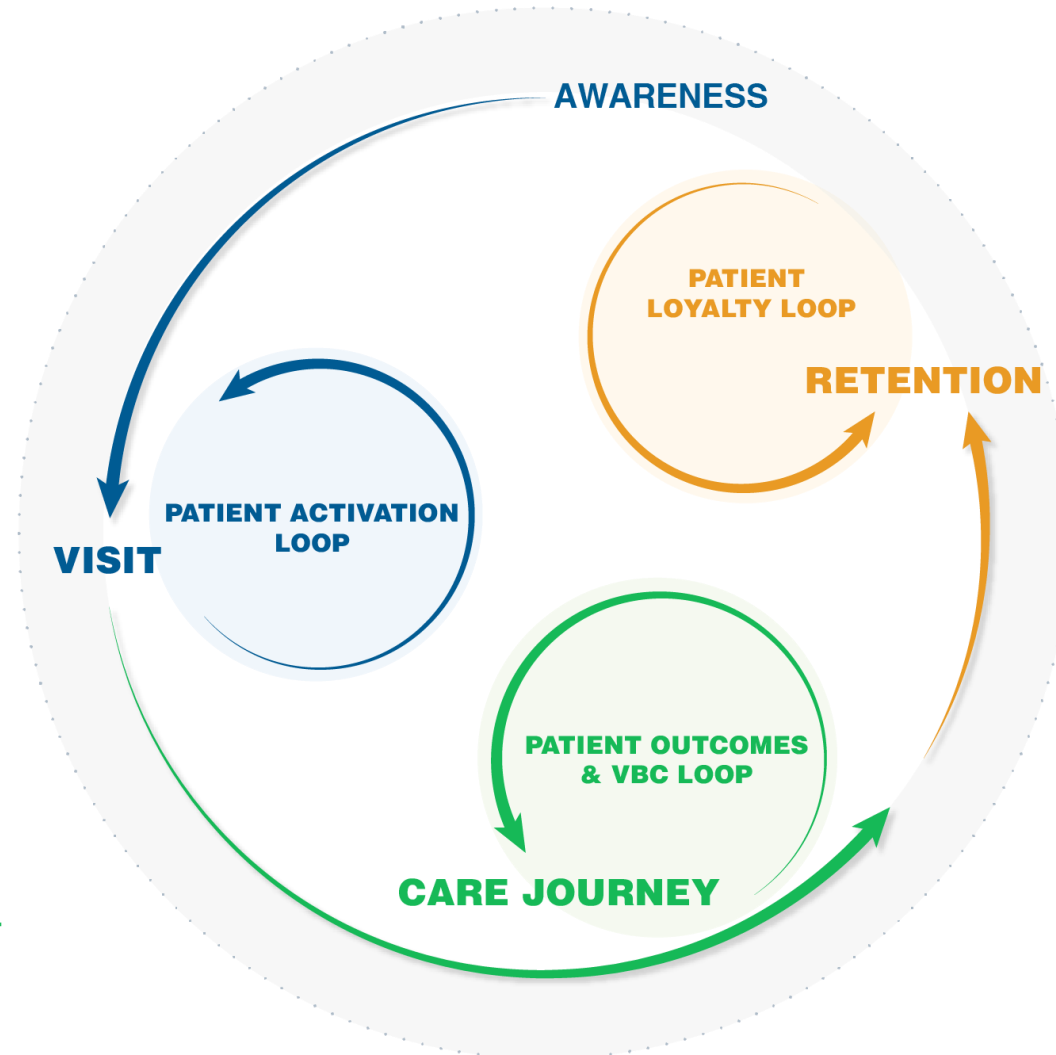 AWARENESS
PATIENT
LOYALTY LOOP
RETENTION
PATIENT ACTIVATION
LOOP
VISIT
PATIENT OUTCOMES
& VBC LOOP
CARE JOURNEY